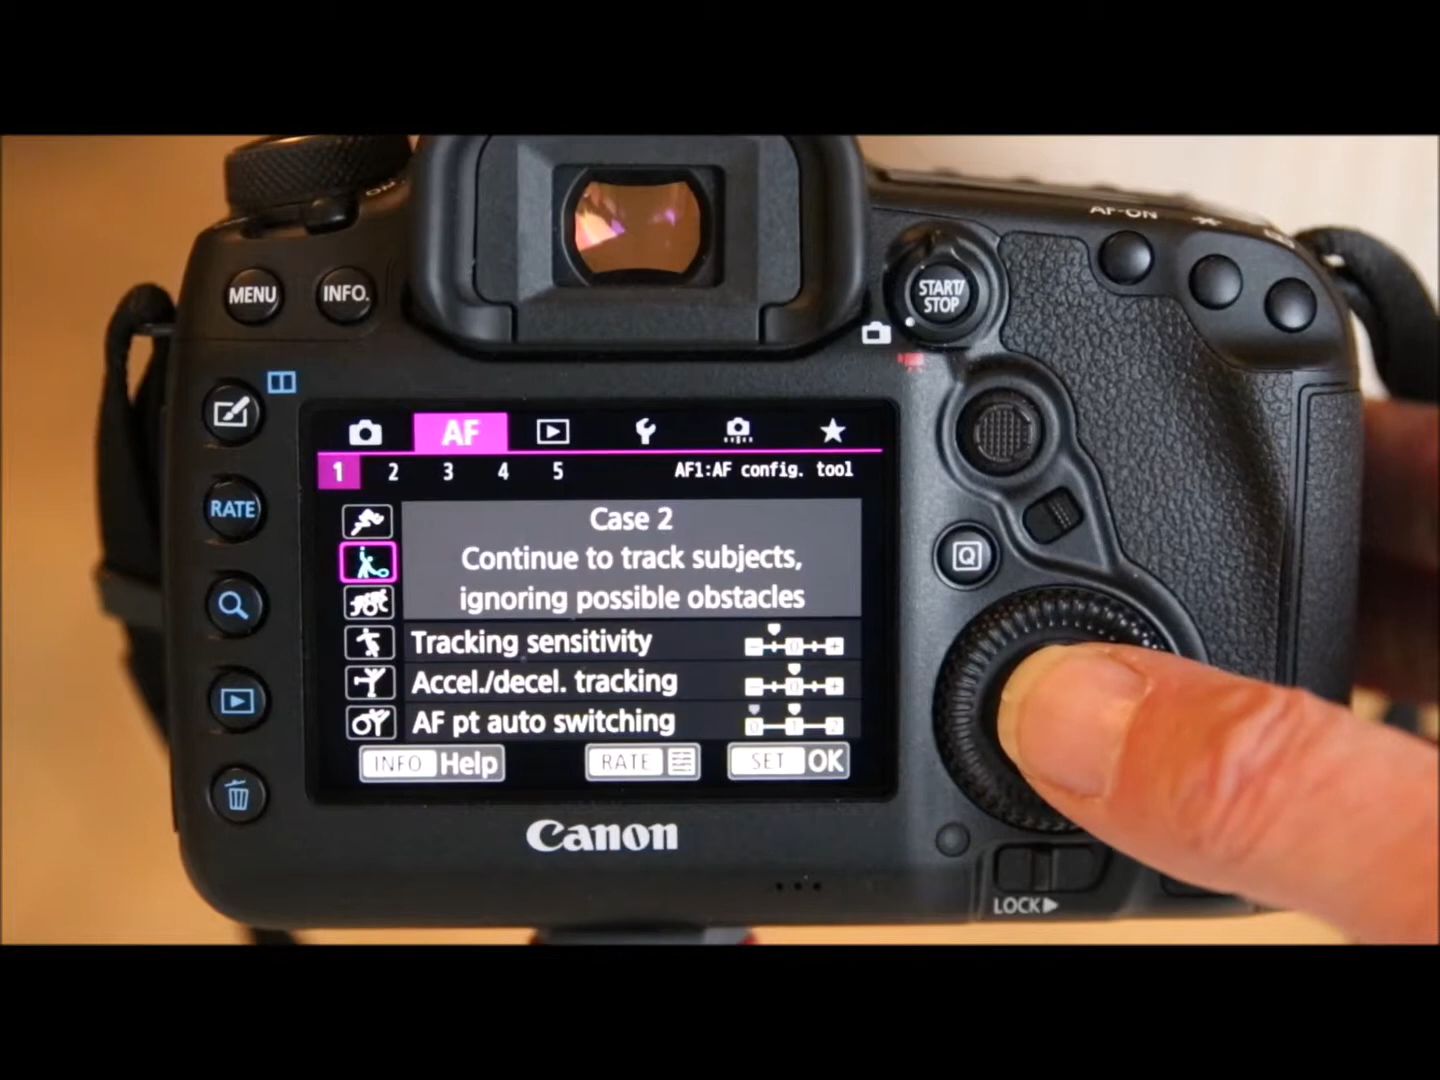 AF-ON
MENU
INFO.
START/
STOP
RATE
Q
AF
1 2 3 4 5 AF1:AF config. tool
Case 2
Continue to track subjects,
ignoring possible obstacles
Tracking sensitivity
Accel./decel. tracking
AF pt auto switching
INFO Help RATE SET OK
Canon
LOCK